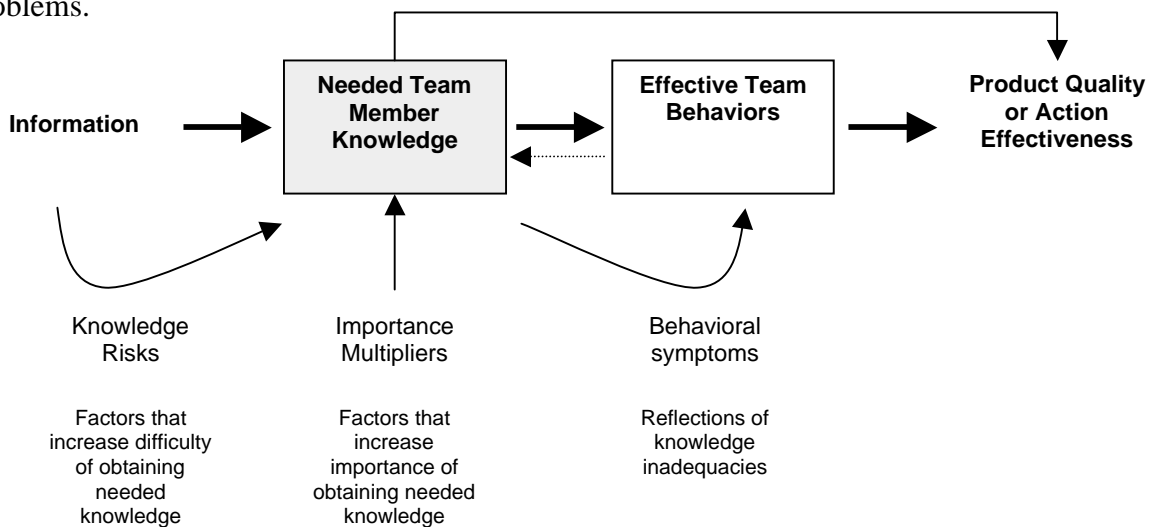 oblems.
Needed Team
Member
Knowledge
Effective Team
Behaviors
Product Quality
or Action
Effectiveness
Information
Knowledge
Risks
Importance
Multipliers
Behavioral
symptoms
Factors that
increase difficulty
of obtaining
needed
knowledge
Factors that
increase
importance of
obtaining needed
knowledge
Reflections of
knowledge
inadequacies